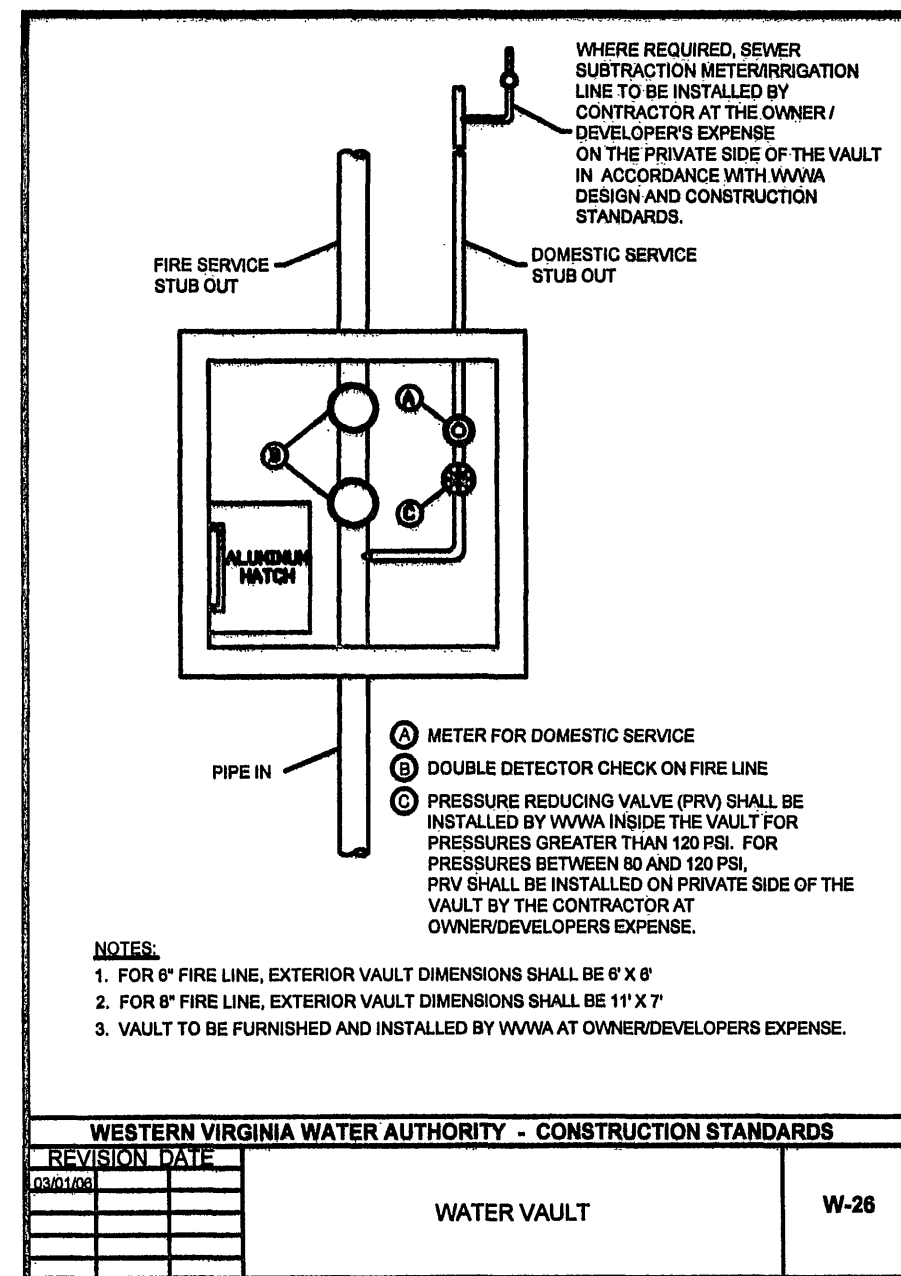 WHERE REQUIRED, SEWER
SUBTRACTION METER/IRRIGATION
LINE TO BE INSTALLED BY
CONTRACTOR AT THE OWNER /
DEVELOPER'S EXPENSE
ON THE PRIVATE SIDE OF THE VAULT
IN ACCORDANCE WITH WVWA
DESIGN AND CONSTRUCTION
STANDARDS.
FIRE SERVICE
STUB OUT
DOMESTIC SERVICE
STUB OUT
A
B
C
ALUMINUM
HATCH
PIPE IN
A METER FOR DOMESTIC SERVICE
B DOUBLE DETECTOR CHECK ON FIRE LINE
C PRESSURE REDUCING VALVE (PRV) SHALL BE
INSTALLED BY WVWA INSIDE THE VAULT FOR
PRESSURES GREATER THAN 120 PSI. FOR
PRESSURES BETWEEN 80 AND 120 PSI,
PRV SHALL BE INSTALLED ON PRIVATE SIDE OF THE
VAULT BY THE CONTRACTOR AT
OWNER/DEVELOPERS EXPENSE.
NOTES:
1. FOR 6" FIRE LINE, EXTERIOR VAULT DIMENSIONS SHALL BE 6' X 6'
2. FOR 8" FIRE LINE, EXTERIOR VAULT DIMENSIONS SHALL BE 11' X 7'
3. VAULT TO BE FURNISHED AND INSTALLED BY WVWA AT OWNER/DEVELOPERS EXPENSE.
WESTERN VIRGINIA WATER AUTHORITY - CONSTRUCTION STANDARDS
REVISION DATE
03/01/06
WATER VAULT
W-26